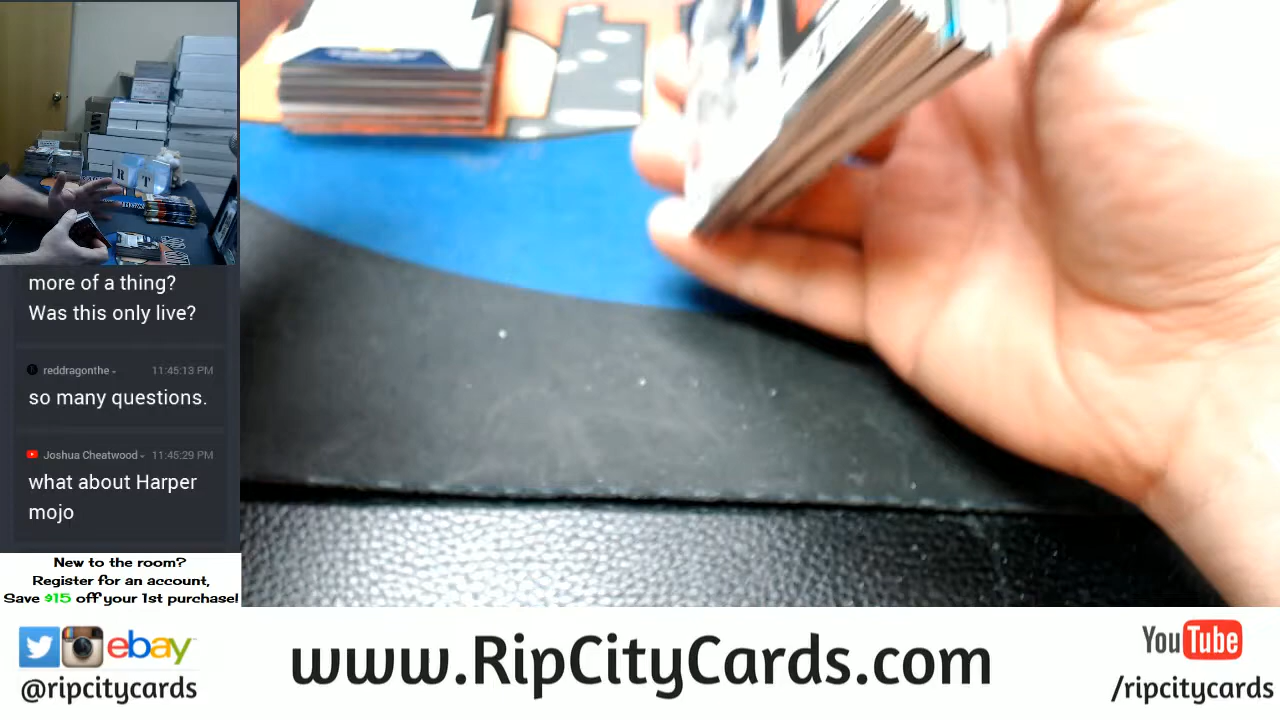 more of a thing?
Was this only live?
reddragonthe
11:45:13 PM
so many questions.
Joshua Cheatwood
11:45:29 PM
what about Harper
mojo
New to the room?
Register for an account,
Save $15 off your 1st purchase!
ebay
@ripcitycards
www.RipCityCards.com
YouTube
/ripcitycards
R T